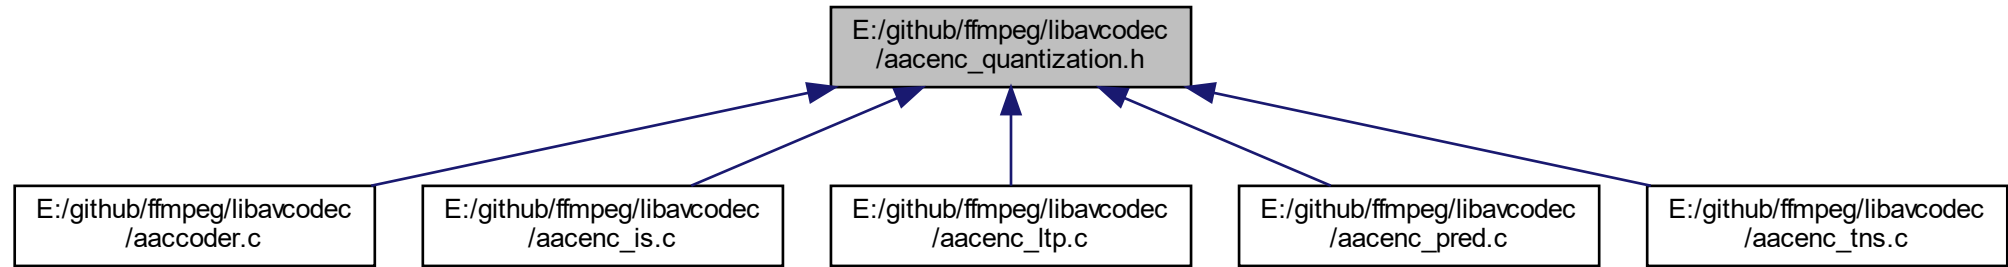 E:/github/ffmpeg/libavcodec
/aacenc_quantization.h
E:/github/ffmpeg/libavcodec
/aaccoder.c
E:/github/ffmpeg/libavcodec
/aacenc_is.c
E:/github/ffmpeg/libavcodec
/aacenc_ltp.c
E:/github/ffmpeg/libavcodec
/aacenc_pred.c
E:/github/ffmpeg/libavcodec
/aacenc_tns.c